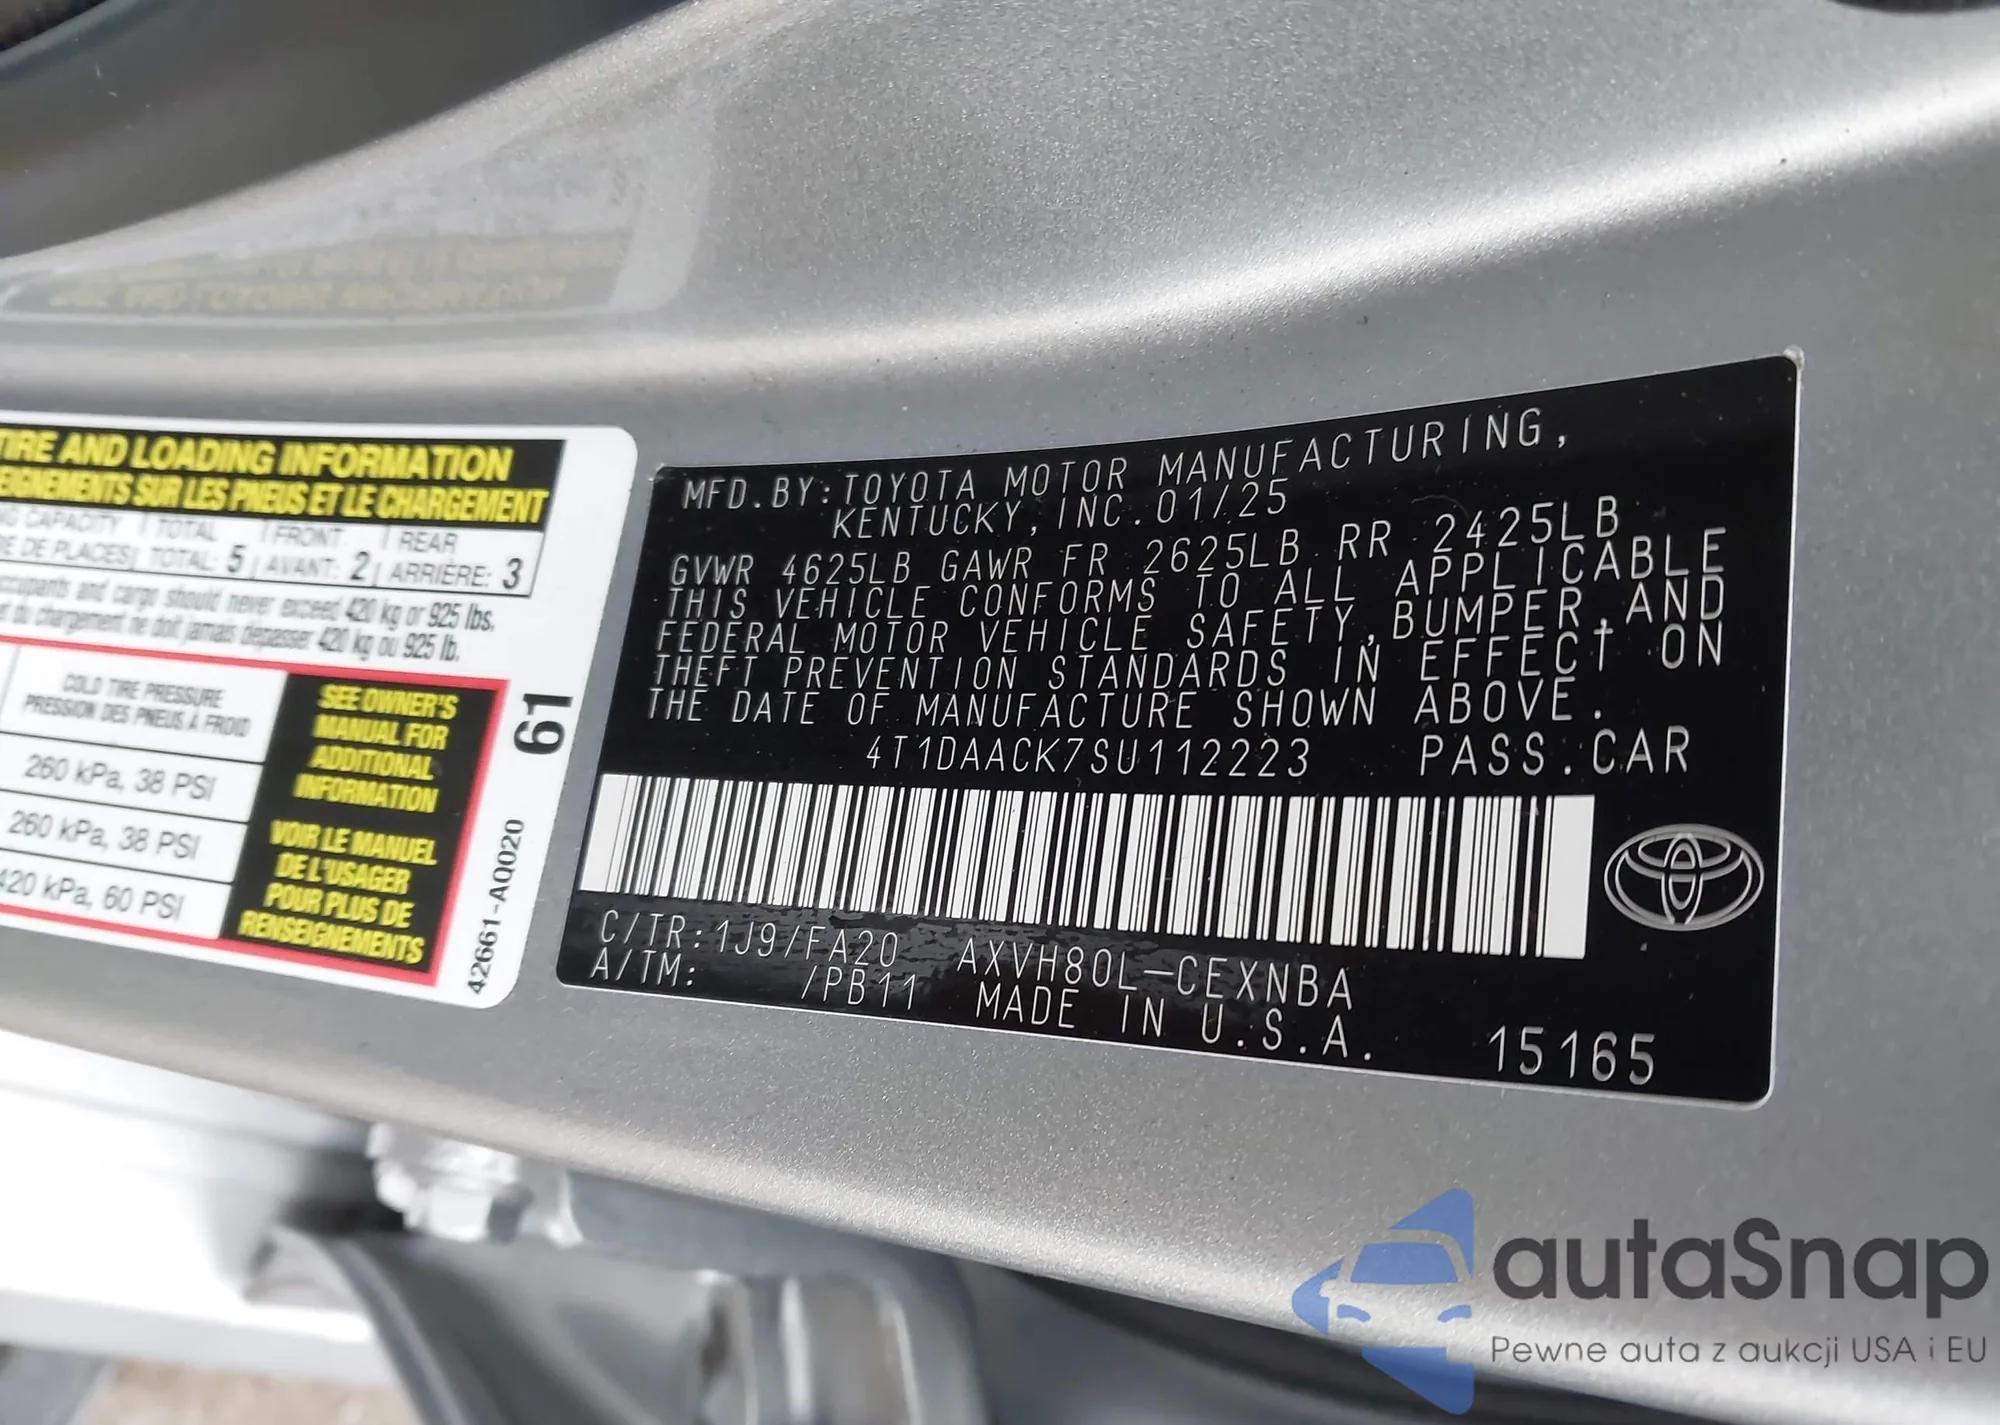 TIRE AND LOADING INFORMATION
SUR LES PNEUS ET LE CHARGEMENT
CAPACITY TOTAL FRONT REAR
DE PLACES TOTAL: 5 AVANT: 2 ARRIÈRE: 3
and cargo should never exceed 420 kg or 925 lbs.
du chargement ne doit jamais dépasser 420 kg ou 925 lb.
COLD TIRE PRESSURE
PRESSION DES PNEUS À FROID
260 kPa, 38 PSI
260 kPa, 38 PSI
420 kPa, 60 PSI
SEE OWNER'S
MANUAL FOR
ADDITIONAL
INFORMATION
VOIR LE MANUEL
DE L'USAGER
POUR PLUS DE
RENSEIGNEMENTS
61
42661-AQ020
MFD.BY:TOYOTA MOTOR MANUFACTURING,
KENTUCKY,INC.01/25
GVWR 4625LB GAWR FR 2625LB RR 2425LB
THIS VEHICLE CONFORMS TO ALL APPLICABLE
FEDERAL MOTOR VEHICLE SAFETY,BUMPER,AND
THEFT PREVENTION STANDARDS IN EFFECT ON
THE DATE OF MANUFACTURE SHOWN ABOVE.
4T1DAACK7SU112223 PASS.CAR
C/TR:1J9/FA20 AXVH80L-CEXNBA
A/TM: /PB11 MADE IN U.S.A. 15165
autaSnap
Pewne auta z aukcji USA i EU